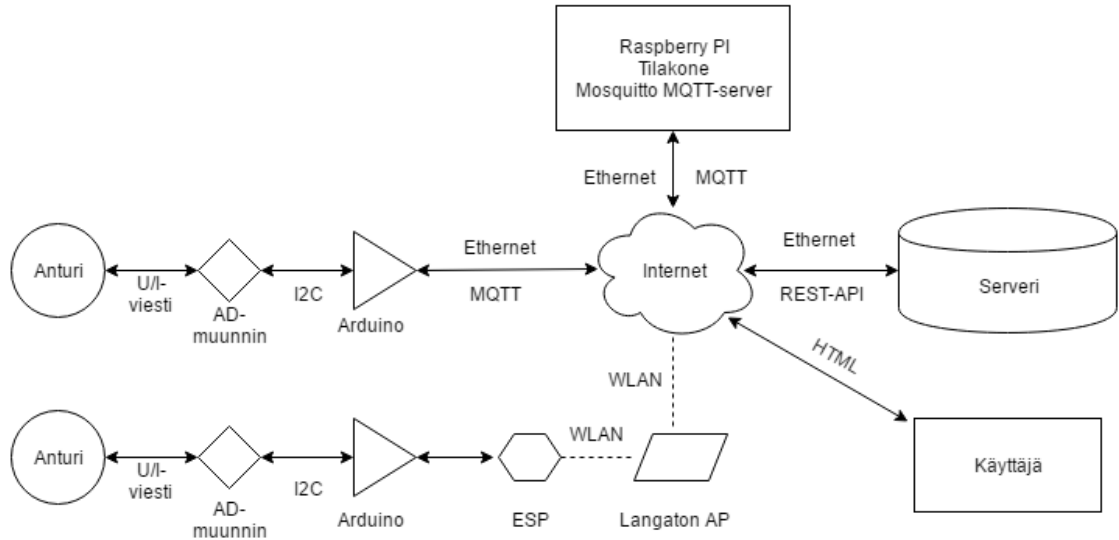 Raspberry PI
Tilakone
Mosquitto MQTT-server
Ethernet
MQTT
Anturi
U/I-
viesti
AD-
muunnin
I2C
Arduino
Ethernet
MQTT
Internet
Ethernet
REST-API
Serveri
WLAN
HTML
Anturi
U/I-
viesti
AD-
muunnin
I2C
Arduino
ESP
WLAN
Langaton AP
Käyttäjä